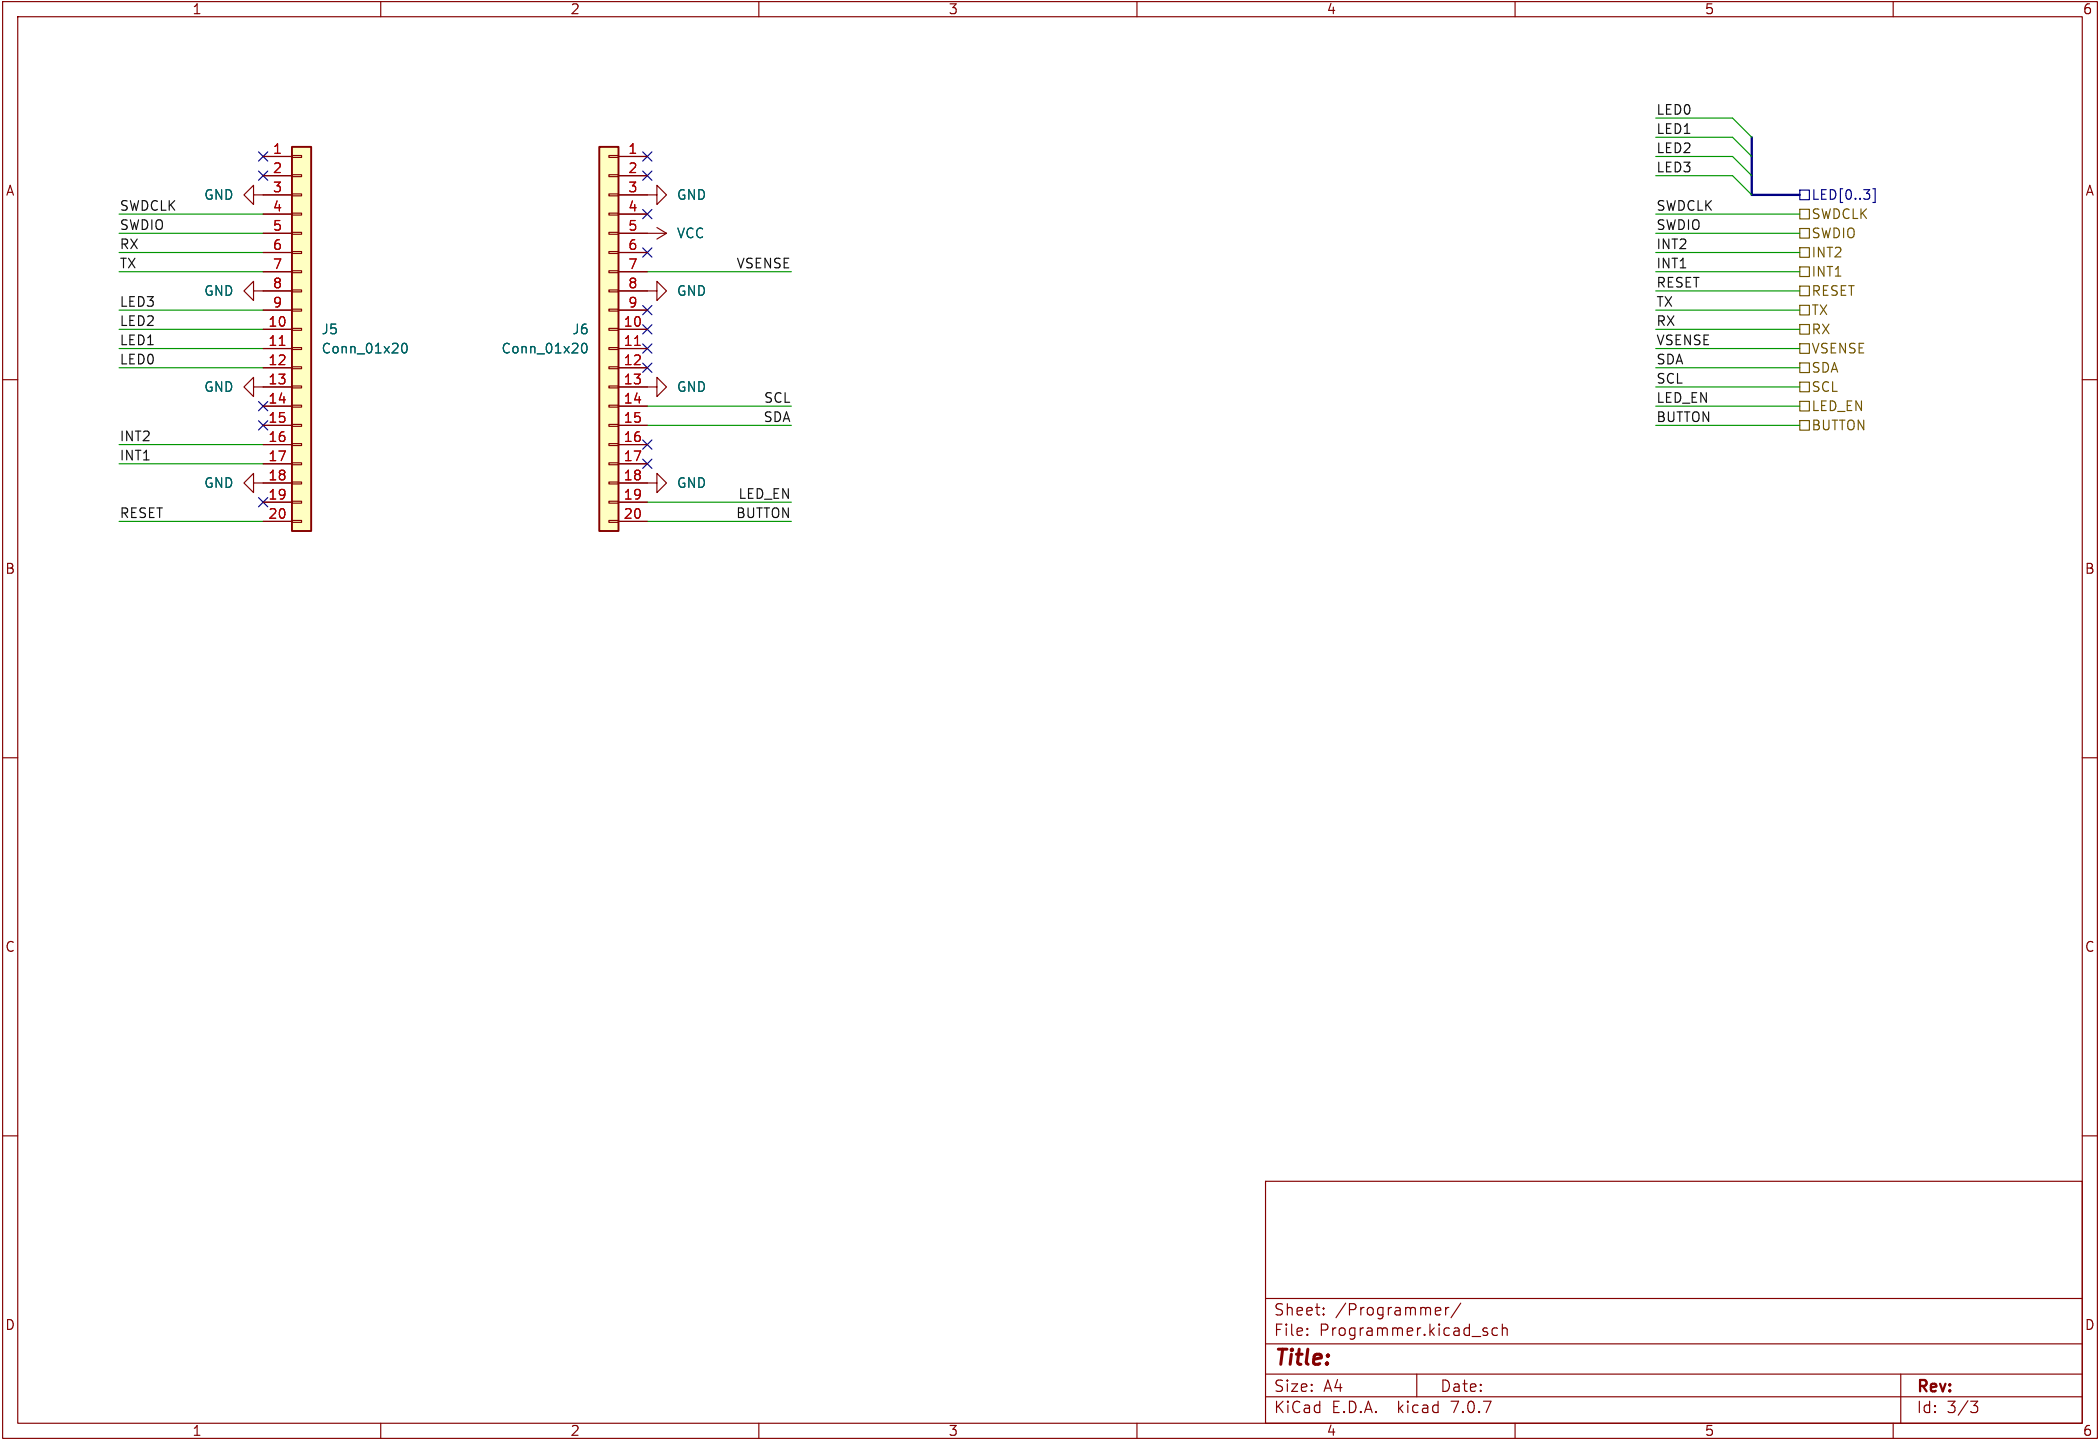 1 2 3 4 5 6
A
B
C
D
A
B
C
D
1
2
GND 3
SWDCLK 4
SWDIO 5
RX 6
TX 7
GND 8
LED3 9
LED2 10
LED1 11
LED0 12
GND 13
14
15
INT2 16
INT1 17
GND 18
19
RESET 20
J5
Conn_01x20
J6
Conn_01x20
1
2
3 GND
4
5 VCC
6
7 VSENSE
8 GND
9
10
11
12
13 GND
14 SCL
15 SDA
16
17
18 GND
19 LED_EN
20 BUTTON
LED0
LED1
LED2
LED3
LED[0..3]
SWDCLK SWDCLK
SWDIO SWDIO
INT2 INT2
INT1 INT1
RESET RESET
TX TX
RX RX
VSENSE VSENSE
SDA SDA
SCL SCL
LED_EN LED_EN
BUTTON BUTTON
Sheet: /Programmer/
File: Programmer.kicad_sch
Title:
Size: A4 Date: Rev:
KiCad E.D.A. kicad 7.0.7 Id: 3/3
1 2 3 4 5 6